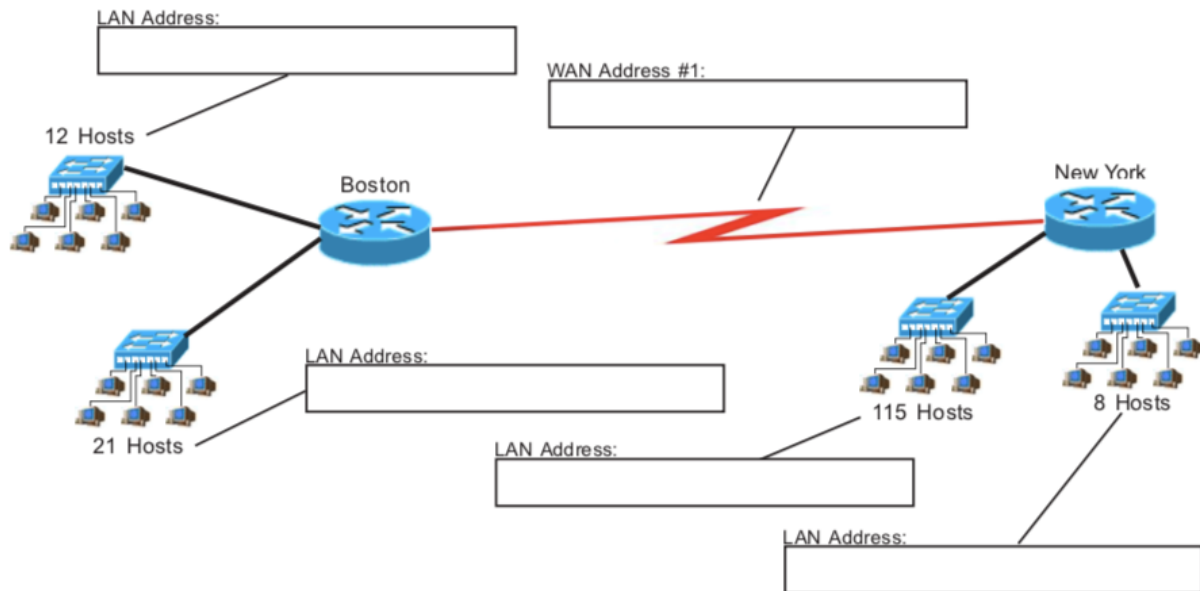 LAN Address:
WAN Address #1:
12 Hosts
Boston
New York
LAN Address:
21 Hosts
115 Hosts
8 Hosts
LAN Address:
LAN Address: